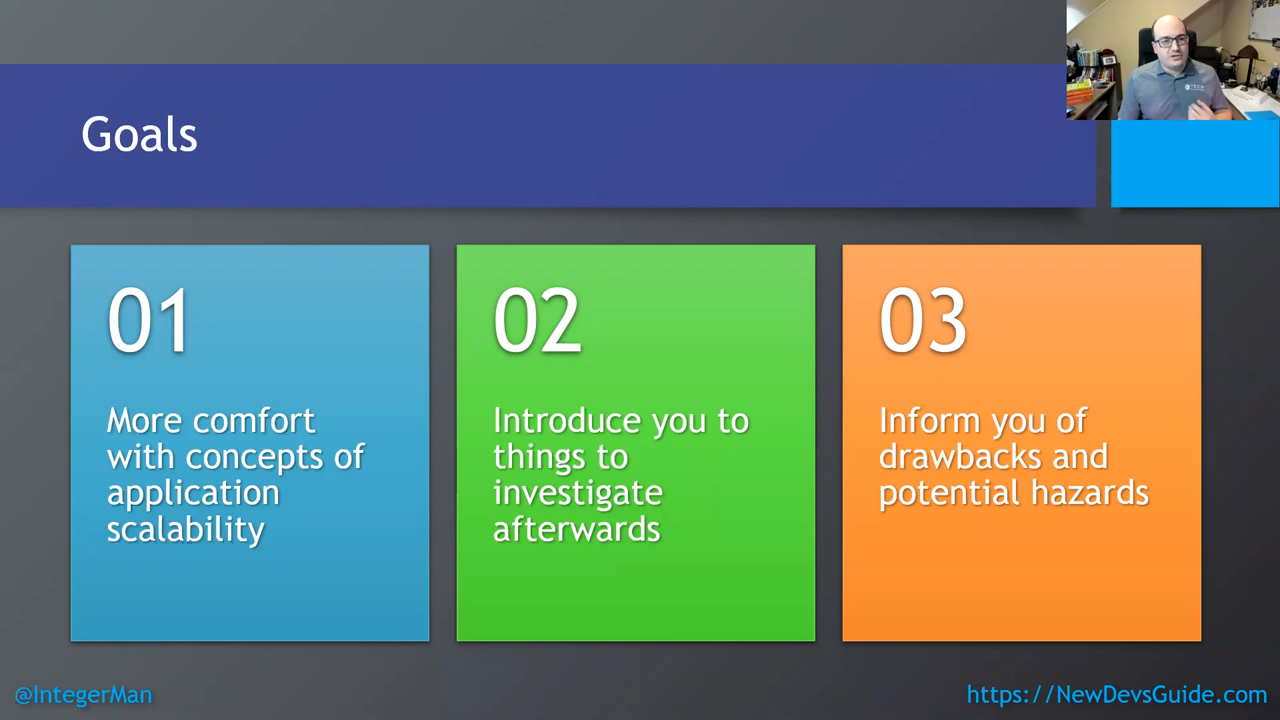 Goals
01
More comfort
with concepts of
application
scalability
02
Introduce you to
things to
investigate
afterwards
03
Inform you of
drawbacks and
potential hazards
@IntegerMan
https://NewDevsGuide.com